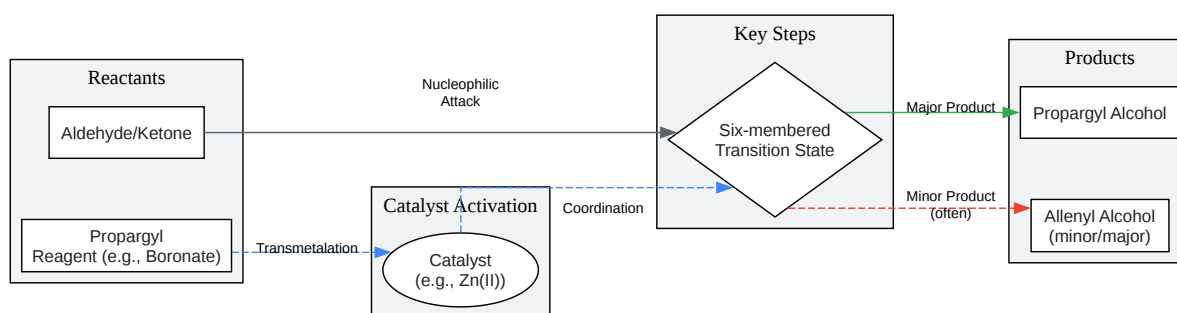 Reactants
Aldehyde/Ketone
Propargyl
Reagent (e.g., Boronate)
Transmetalation
Nucleophilic
Attack
Catalyst Activation
Catalyst
(e.g., Zn(II))
Coordination
Key Steps
Six-membered
Transition State
Major Product
Minor Product
(often)
Products
Propargyl Alcohol
Allenyl Alcohol
(minor/major)